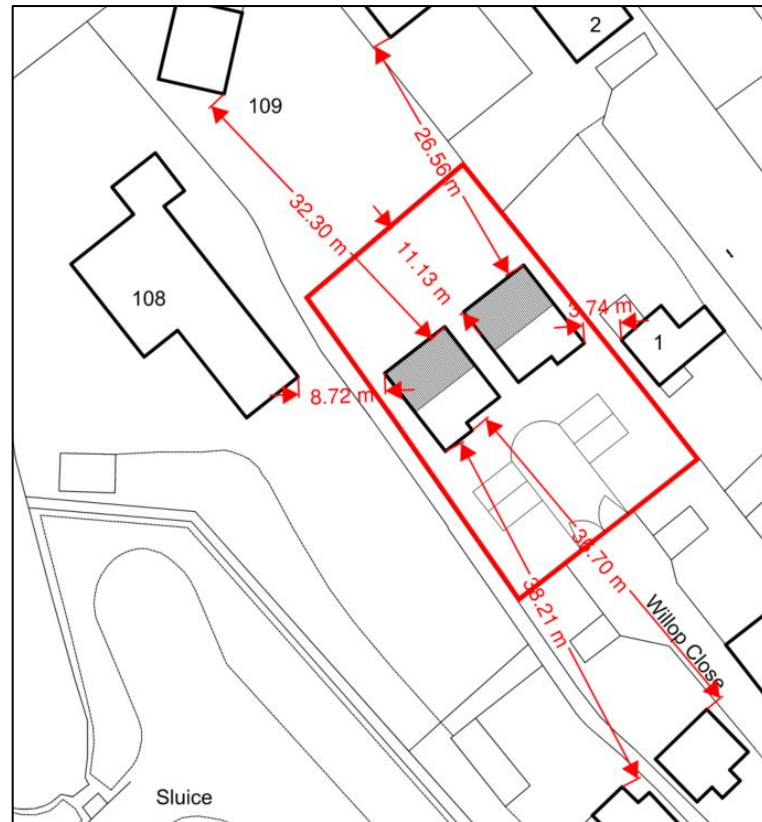 2
109
26.56 m
32.30 m
11.13 m
108
3.74 m
1
8.72 m
36.70 m
38.21 m
Willop Close
Sluice